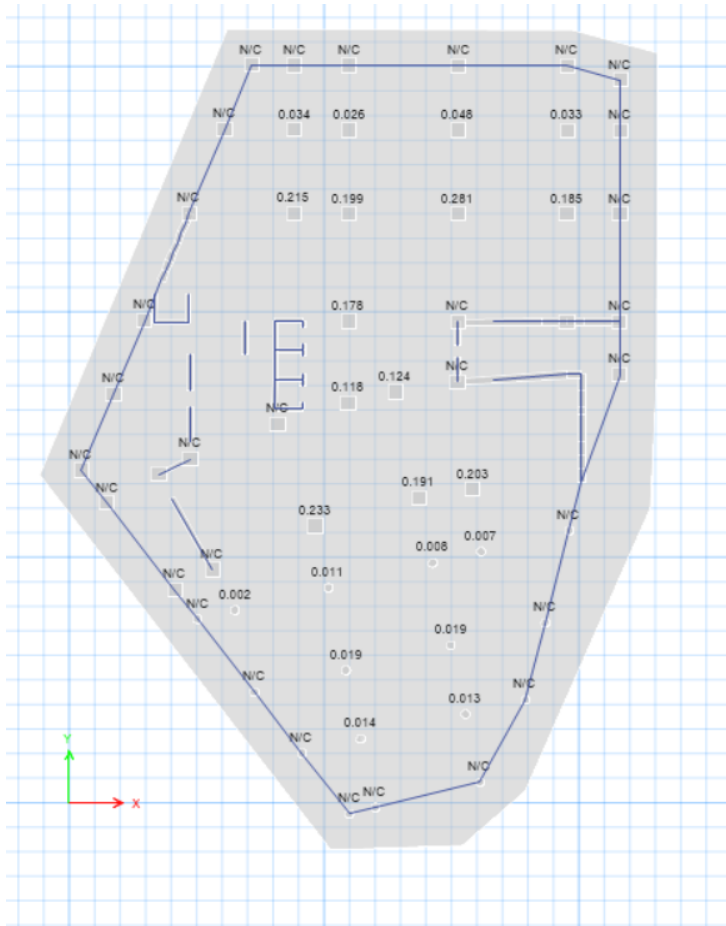 N/C N/C N/C N/C N/C N/C
N/C 0.034 0.026 0.048 0.033 N/C
N/C 0.215 0.199 0.281 0.185 N/C
N/C 0.178 N/C N/C
N/C N/C N/C
0.118 0.124
N/C
N/C
N/C
N/C 0.191 0.203
N/C
0.233
0.008 0.007
N/C
N/C 0.011
0.002
N/C N/C
0.019
0.019
N/C N/C
0.013
0.014
N/C
Y
N/C
N/C N/C
X